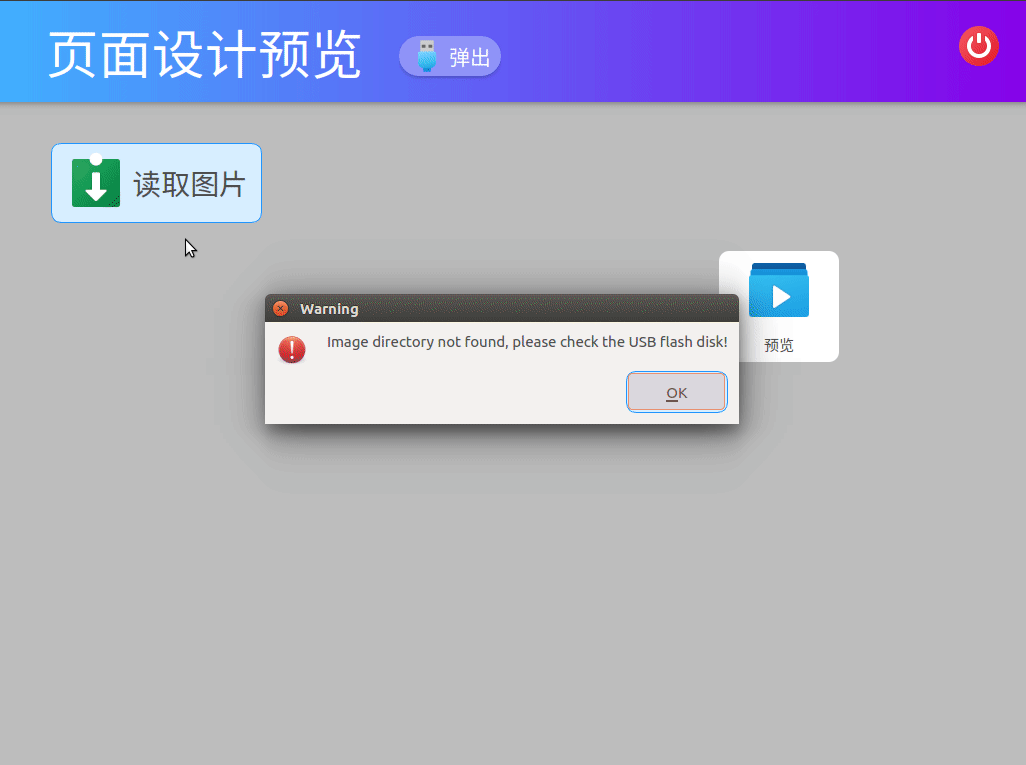 页面设计预览
弹出
读取图片
Warning
Image directory not found, please check the USB flash disk!
OK
预览